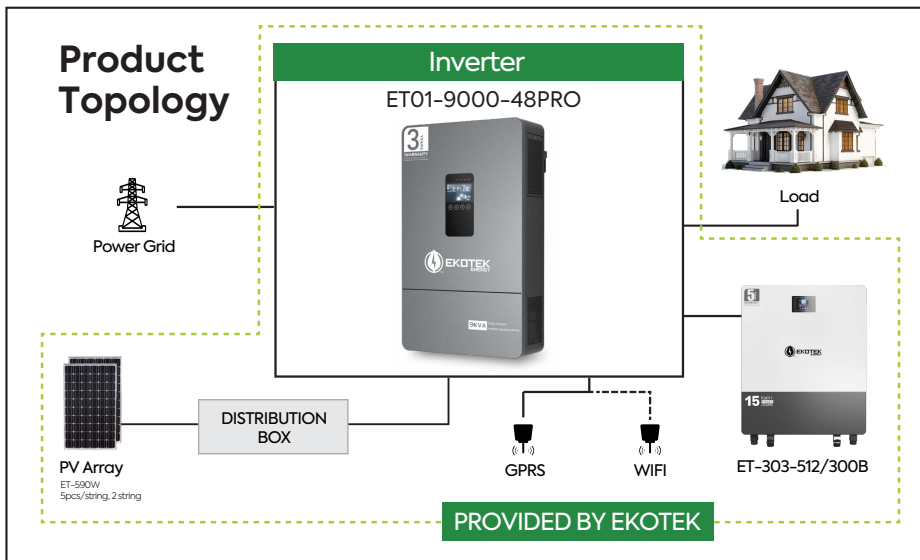 Product
Topology
Inverter
ET01-9000-48PRO
3
YEARS
WARRANTY
EKOTEK
ENERGY
9KVA
Power Grid
Load
5
EKOTEK
15
ET-303-512/300B
PV Array
ET-590W
5pcs/string, 2 string
DISTRIBUTION
BOX
GPRS
WIFI
PROVIDED BY EKOTEK